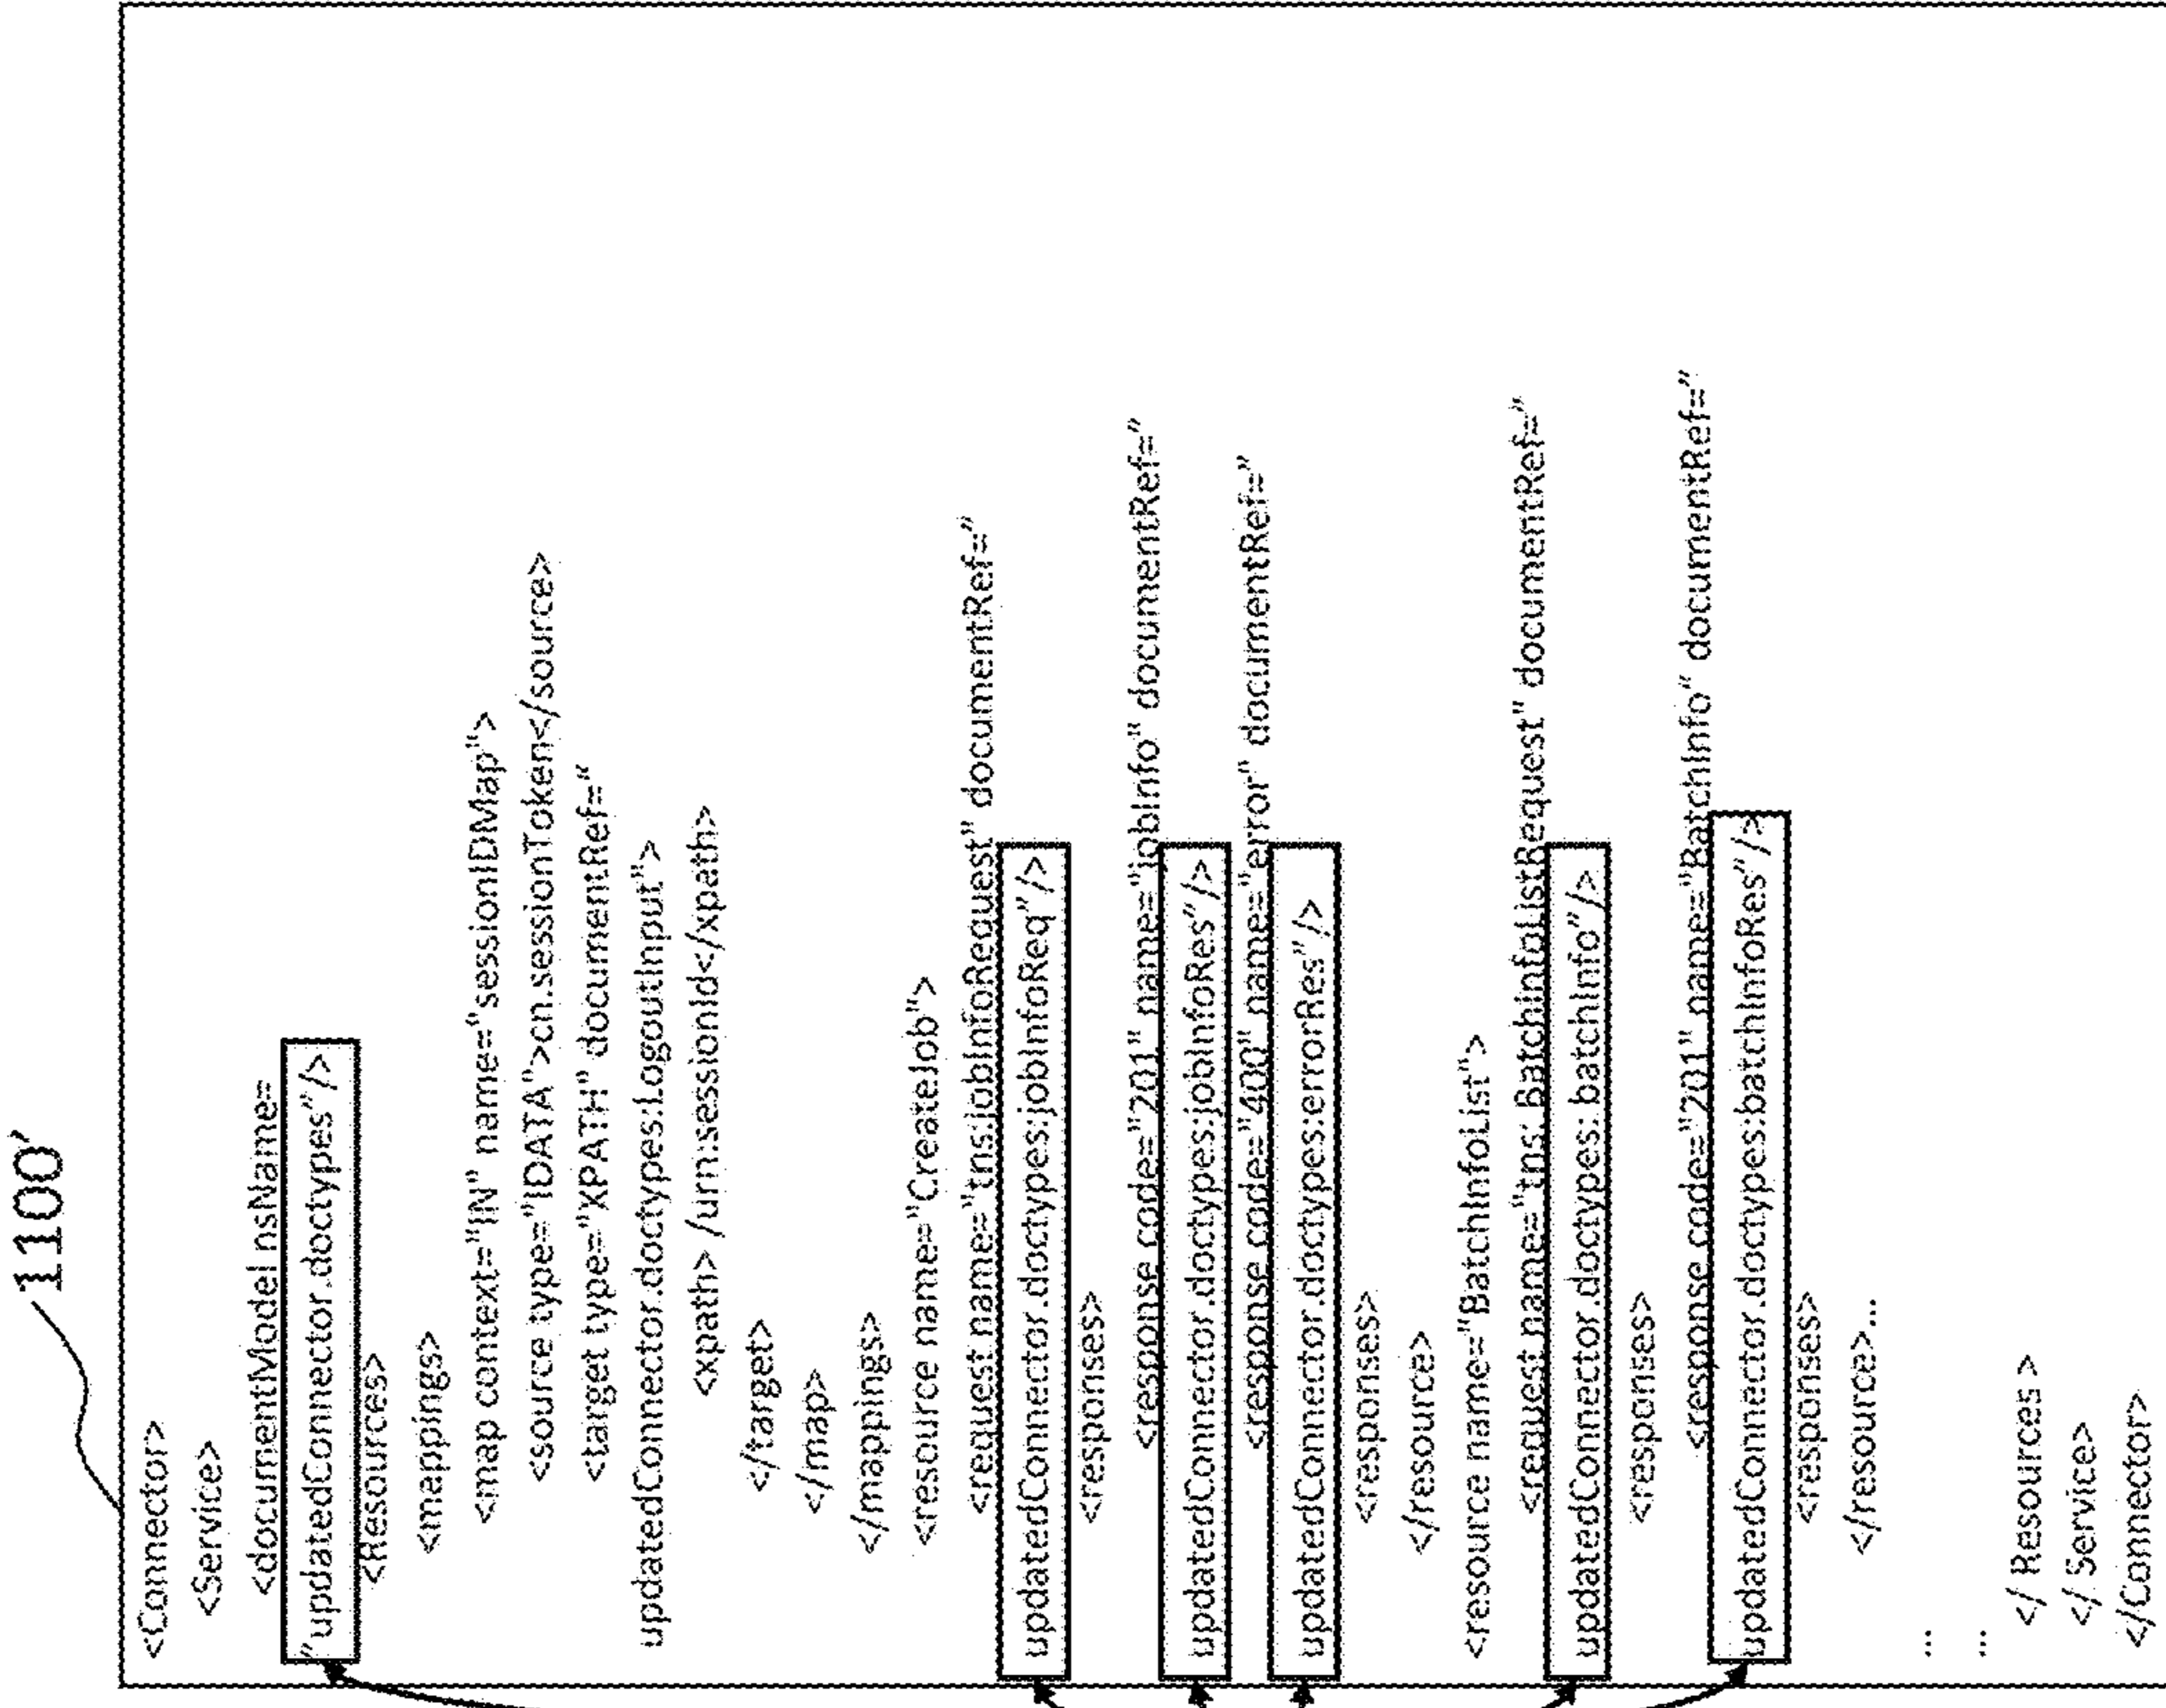 1100′
<Connector>
<Service>
<documentModel nsName=
"updatedConnector.doctypes"/>
<Resources>
<mappings>
<map context="IN" name="sessionIDMap">
<source type="IDATA">cn.sessionToken</source>
<target type="XPATH" documentRef="
updatedConnector.doctypes:LogoutInput">
<xpath> /urn:sessionId</xpath>
</target>
</map>
</mappings>
<resource name="CreateJob">
<request name="tns:jobInfoRequest" documentRef="
updatedConnector.doctypes:jobInfoReq"/>
<responses>
<response code="201" name="jobInfo" documentRef="
updatedConnector.doctypes:jobInfoRes"/>
<response code="400" name="error" documentRef="
updatedConnector.doctypes:errorRes"/>
<responses>
</resource>
<resource name="BatchInfoList">
<request name="tns: BatchInfoListRequest" documentRef="
updatedConnector.doctypes: batchInfo"/>
<responses>
<response code="201" name="BatchInfo" documentRef="
updatedConnector.doctypes:batchInfoRes"/>
<responses>
</resource>...
...
...
</ Resources >
</ Service>
</Connector>